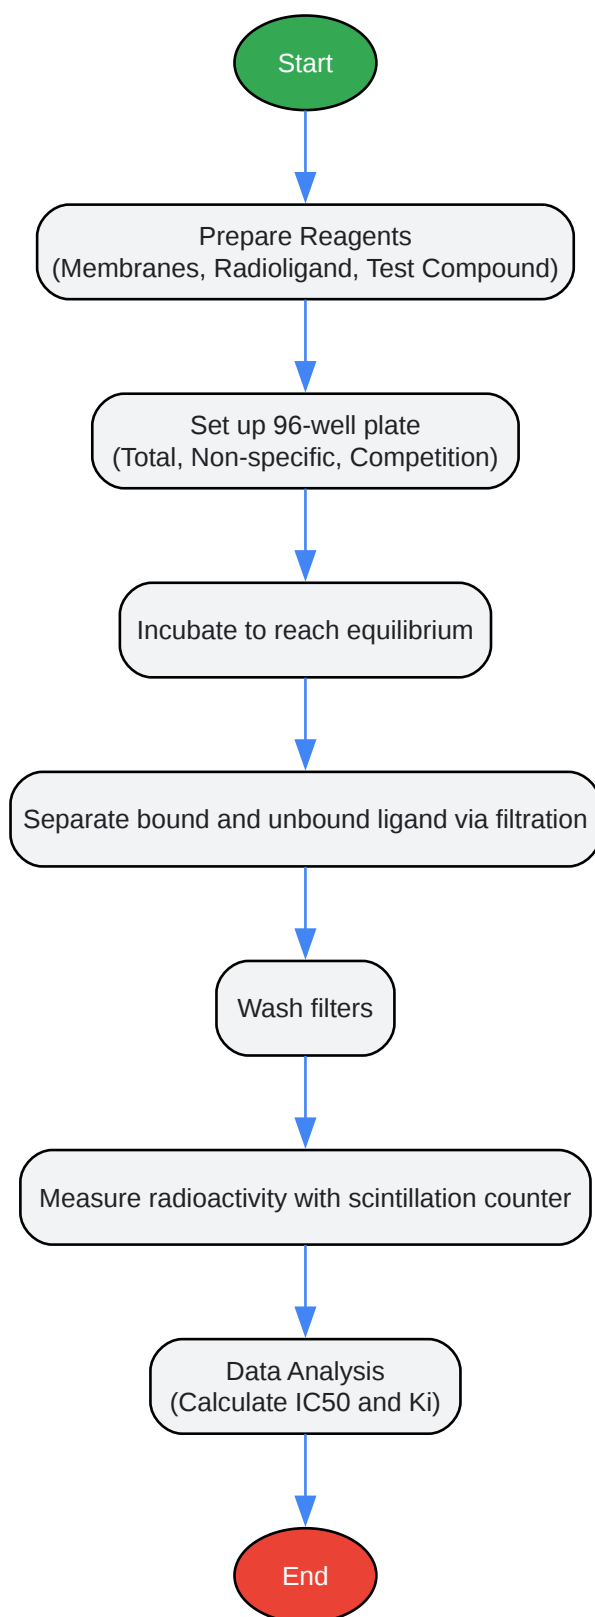 Start
Prepare Reagents
(Membranes, Radioligand, Test Compound)
Set up 96-well plate
(Total, Non-specific, Competition)
Incubate to reach equilibrium
Separate bound and unbound ligand via filtration
Wash filters
Measure radioactivity with scintillation counter
Data Analysis
(Calculate IC50 and Ki)
End